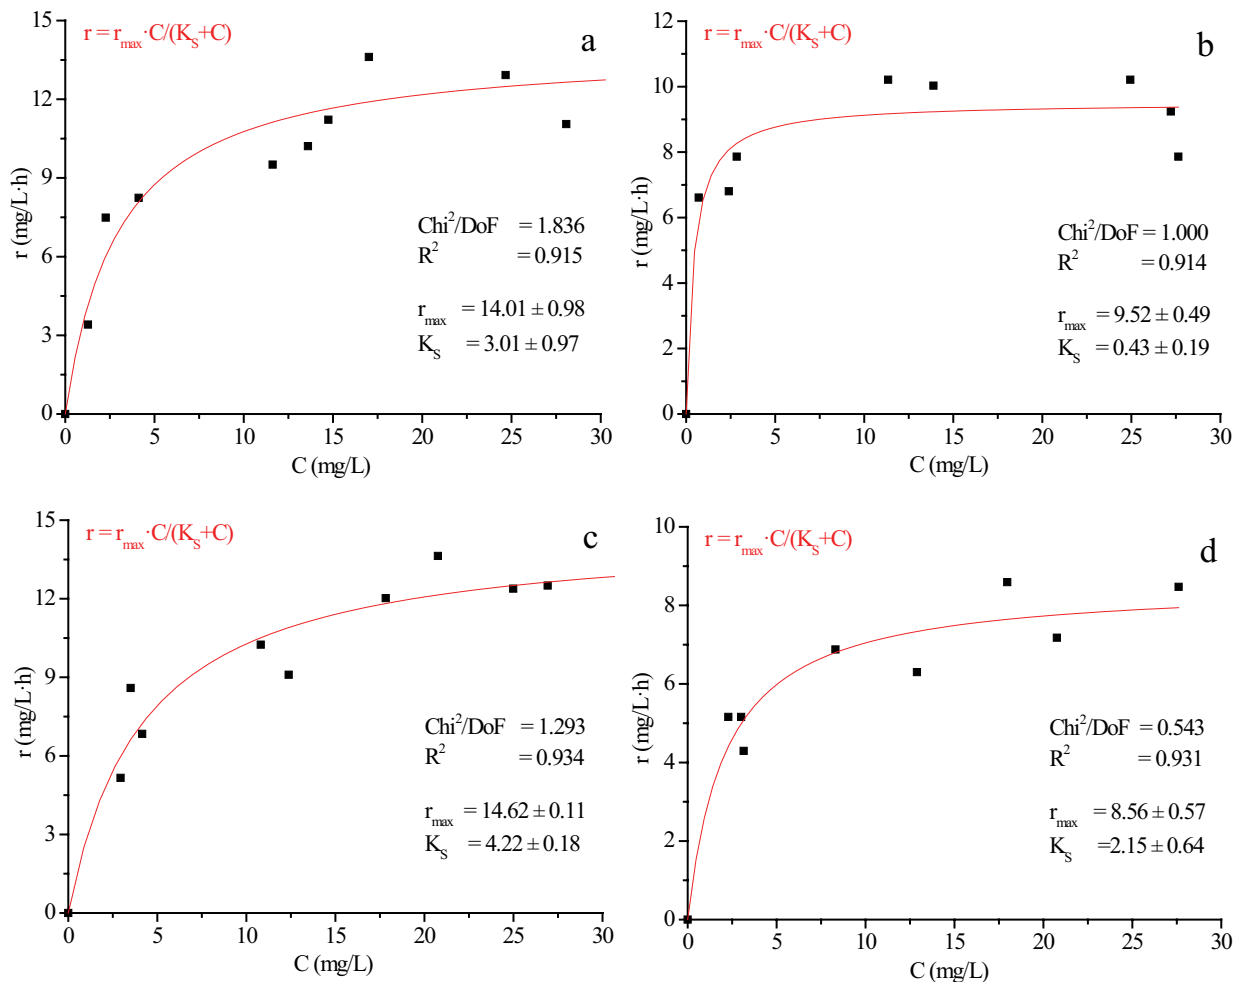 r = r_max·C/(K_S+C)
a
15
12
9
6
3
0
r (mg/L·h)
Chi²/DoF = 1.836
R² = 0.915
r_max = 14.01 ± 0.98
K_S = 3.01 ± 0.97
0 5 10 15 20 25 30
C (mg/L)
r = r_max·C/(K_S+C)
b
12
10
8
6
4
2
0
r (mg/L·h)
Chi²/DoF = 1.000
R² = 0.914
r_max = 9.52 ± 0.49
K_S = 0.43 ± 0.19
0 5 10 15 20 25 30
C (mg/L)
r = r_max·C/(K_S+C)
c
15
12
9
6
3
0
r (mg/L·h)
Chi²/DoF = 1.293
R² = 0.934
r_max = 14.62 ± 0.11
K_S = 4.22 ± 0.18
0 5 10 15 20 25 30
C (mg/L)
r = r_max·C/(K_S+C)
d
10
8
6
4
2
0
r (mg/L·h)
Chi²/DoF = 0.543
R² = 0.931
r_max = 8.56 ± 0.57
K_S =2.15 ± 0.64
0 5 10 15 20 25 30
C (mg/L)